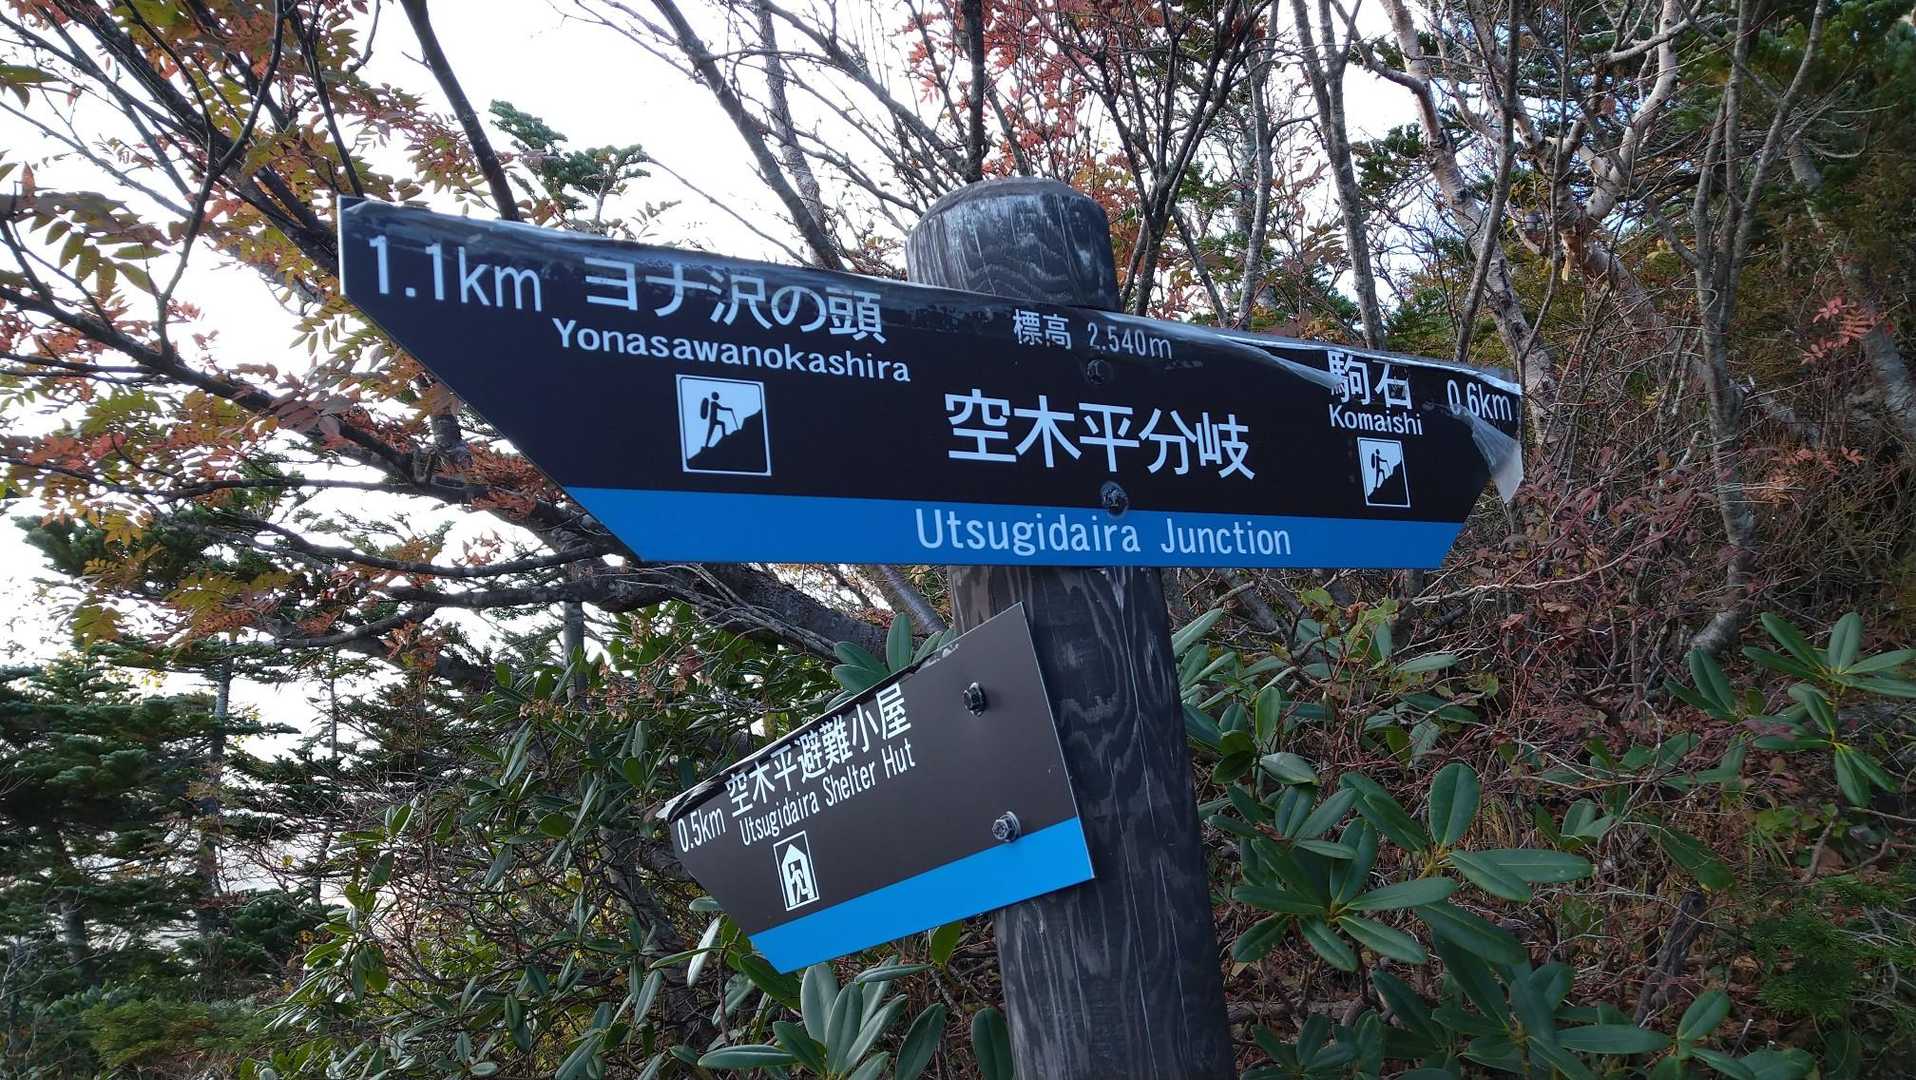 1.1km ヨナ沢の頭
Yonasawanokashira
標高 2.540m
駒石 0.6km
Komaishi
空木平分岐
Utsugidaira Junction
0.5km 空木平避難小屋
Utsugidaira Shelter Hut